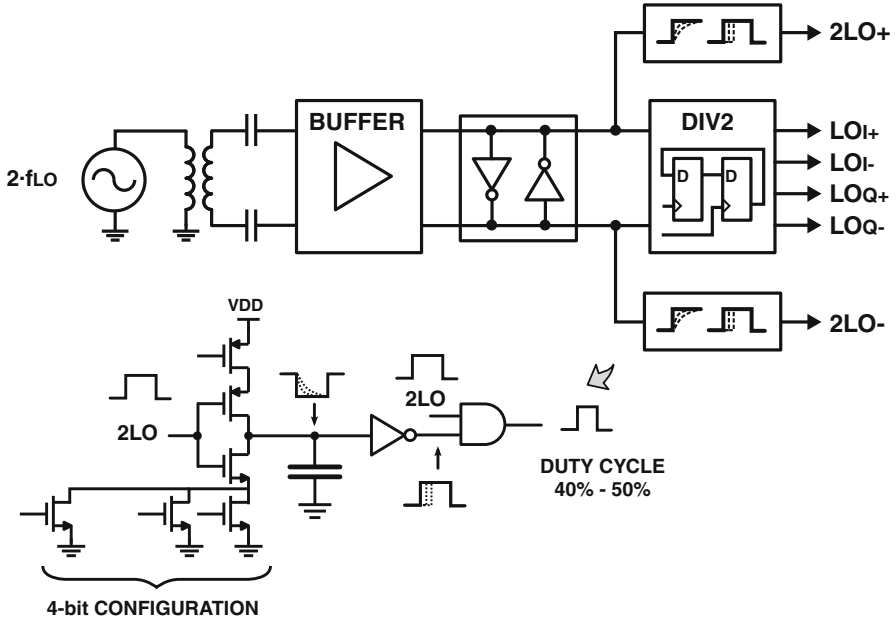 2LO+
BUFFER
DIV2
2·fLO
LOI+
LOI-
LOQ+
LOQ-
D
D
2LO-
VDD
2LO
2LO
DUTY CYCLE
40% - 50%
4-bit CONFIGURATION